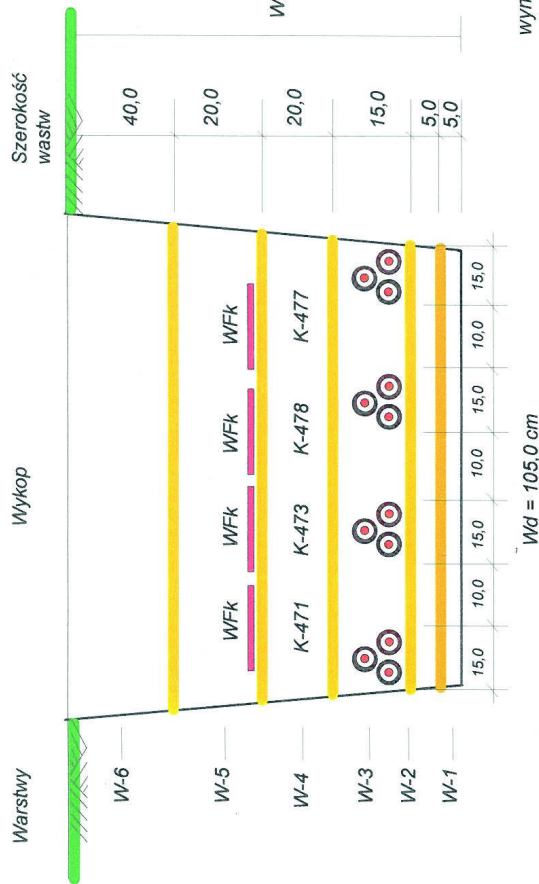 Warstwy
Wykop
Szerokość
wastw
W-6
W-5
W-4
W-3
W-2
W-1
WFk
WFk
WFk
WFk
K-471
K-473
K-478
K-477
40,0
20,0
20,0
15,0
5,0
5,0
W
15,0
10,0
15,0
10,0
15,0
10,0
15,0
Wd = 105,0 cm
wym